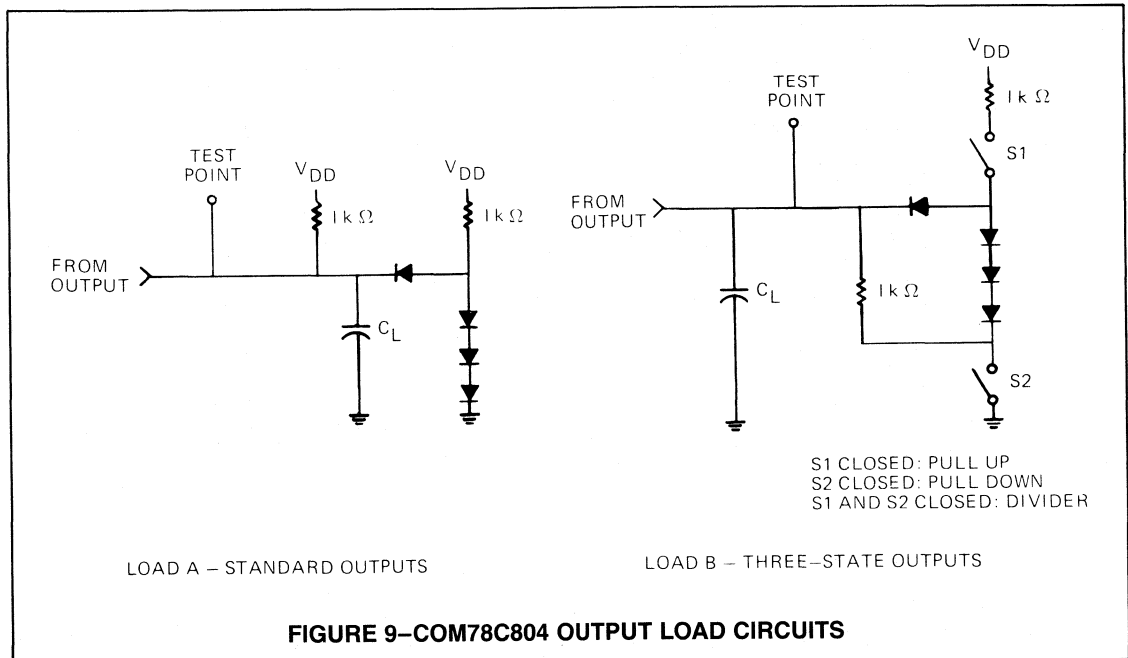 TEST
POINT
VDD
VDD
1kΩ
1kΩ
FROM
OUTPUT
CL
LOAD A – STANDARD OUTPUTS
VDD
1kΩ
TEST
POINT
S1
FROM
OUTPUT
CL
1kΩ
S2
S1 CLOSED: PULL UP
S2 CLOSED: PULL DOWN
S1 AND S2 CLOSED: DIVIDER
LOAD B – THREE–STATE OUTPUTS
FIGURE 9–COM78C804 OUTPUT LOAD CIRCUITS